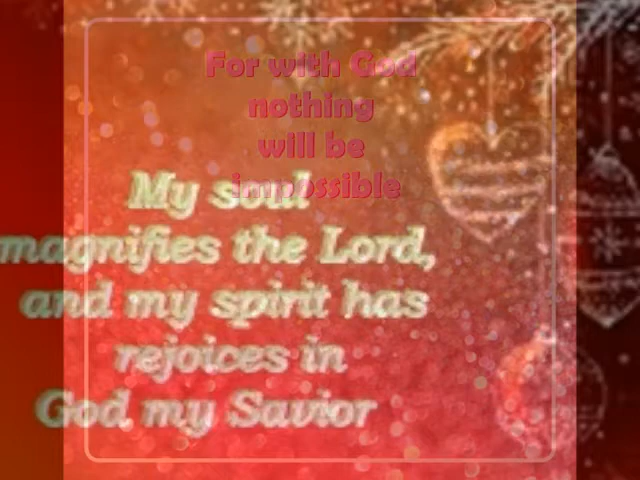 For with God
nothing
will be
impossible
My soul
magnifies the Lord,
and my spirit has
rejoices in
God my Savior